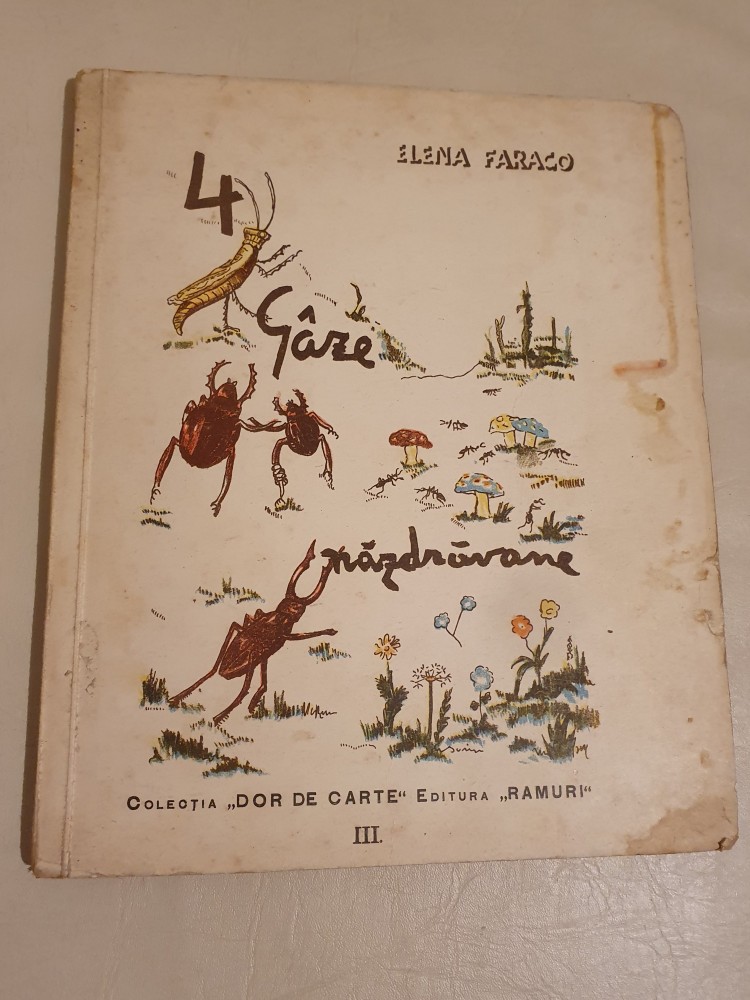 ELENA FARAGO
4
Gâze
năzdrăvane
COLECȚIA „DOR DE CARTE" EDITURA „RAMURI"
III.